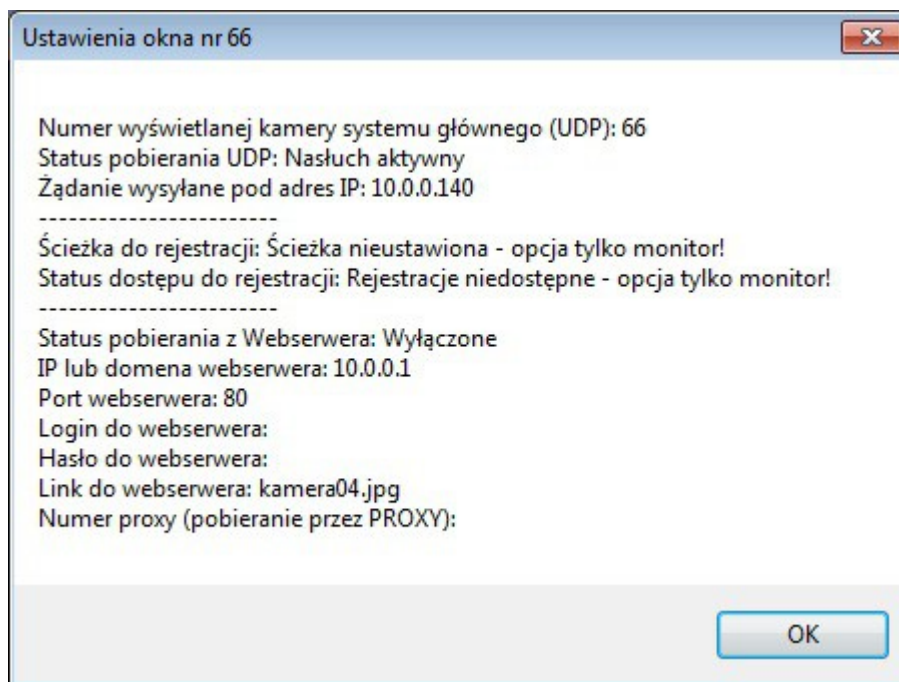 Ustawienia okna nr 66
Numer wyświetlanej kamery systemu głównego (UDP): 66
Status pobierania UDP: Nasłuch aktywny
Żądanie wysyłane pod adres IP: 10.0.0.140
------------------------
Ścieżka do rejestracji: Ścieżka nieustawiona - opcja tylko monitor!
Status dostępu do rejestracji: Rejestracje niedostępne - opcja tylko monitor!
------------------------
Status pobierania z Webserwera: Wyłączone
IP lub domena webserwera: 10.0.0.1
Port webserwera: 80
Login do webserwera:
Hasło do webserwera:
Link do webserwera: kamera04.jpg
Numer proxy (pobieranie przez PROXY):
OK